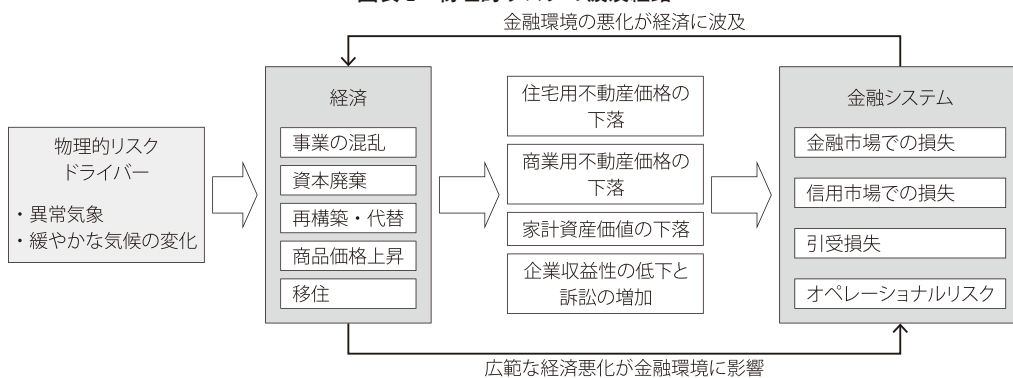 金融環境の悪化が経済に波及
物理的リスク
ドライバー
・異常気象
・緩やかな気候の変化
経済
事業の混乱
資本廃棄
再構築・代替
商品価格上昇
移住
住宅用不動産価格の
下落
商業用不動産価格の
下落
家計資産価値の下落
企業収益性の低下と
訴訟の増加
金融システム
金融市場での損失
信用市場での損失
引受損失
オペレーショナルリスク
広範な経済悪化が金融環境に影響